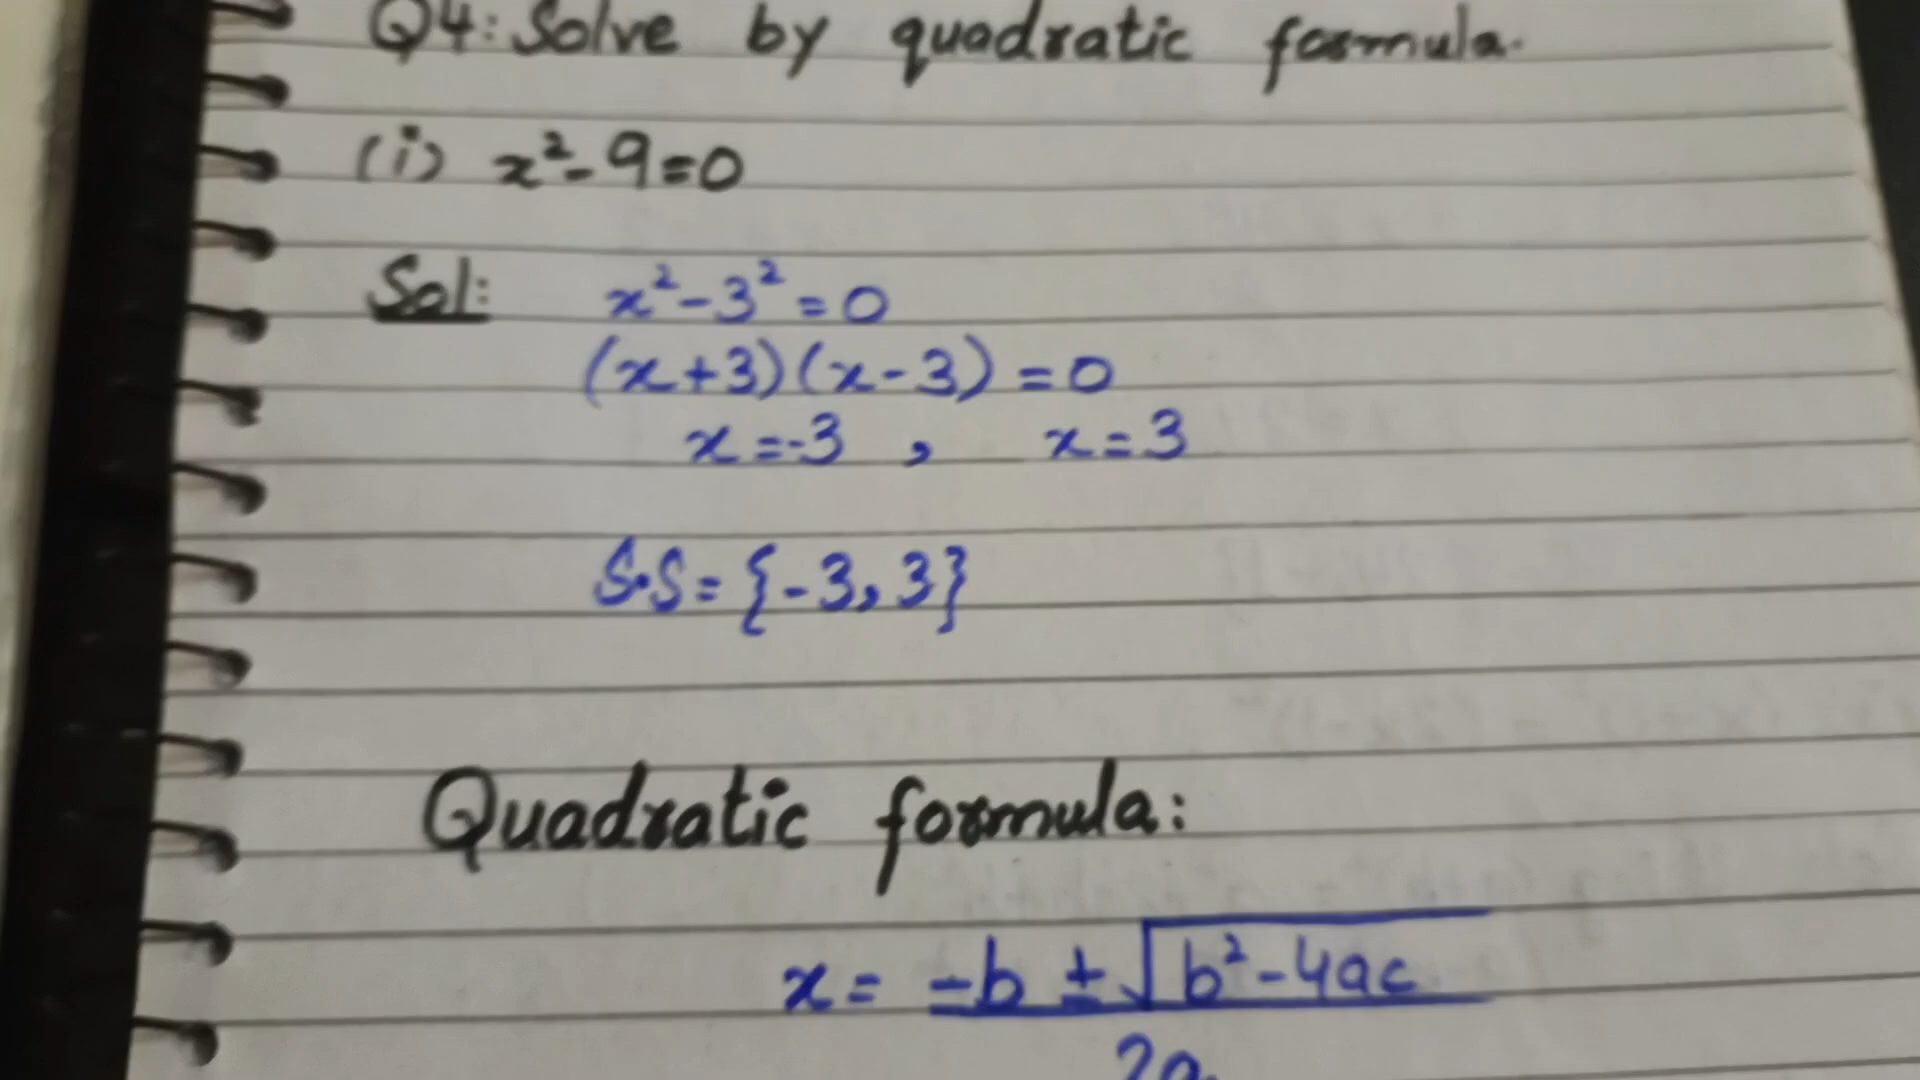 Q4: Solve by quadratic formula.
(i) x²-9=0
Sol: x²-3²=0
(x+3)(x-3)=0
x=-3 , x=3
S.S={-3,3}
Quadratic formula:
x= -b ± √b²-4ac
2a